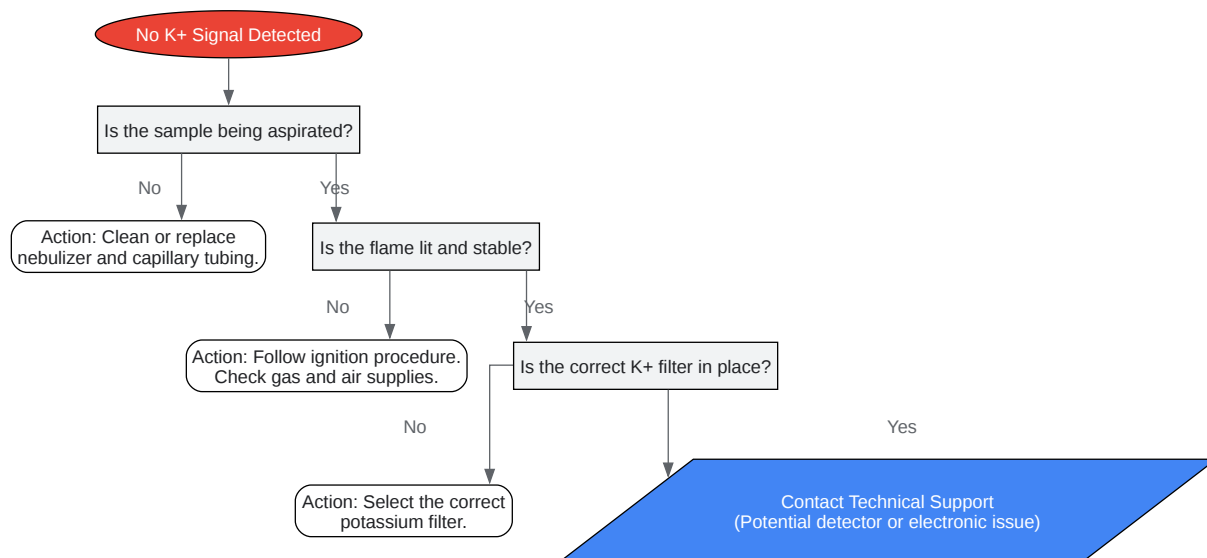 No K+ Signal Detected
Is the sample being aspirated?
No
Yes
Action: Clean or replace
nebulizer and capillary tubing.
Is the flame lit and stable?
No
Yes
Action: Follow ignition procedure.
Check gas and air supplies.
Is the correct K+ filter in place?
No
Yes
Action: Select the correct
potassium filter.
Contact Technical Support
(Potential detector or electronic issue)